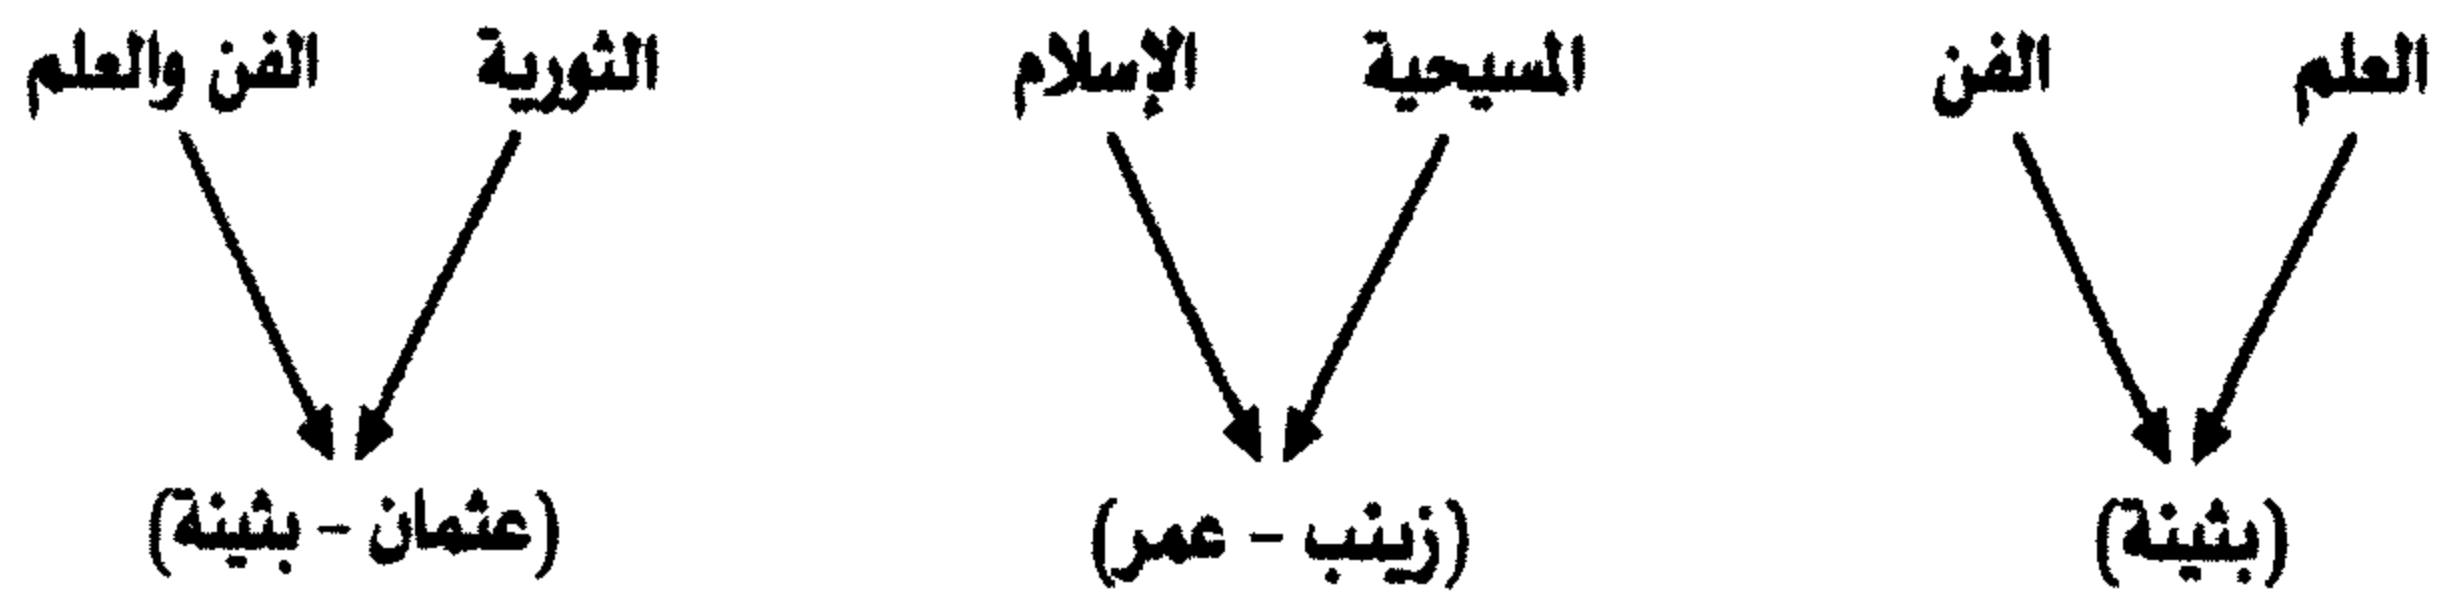 العلم الفن المسيحية الإسلام الثورية الفن والعلم
(بثينة) (زينب - عمر) (عثمان - بثينة)